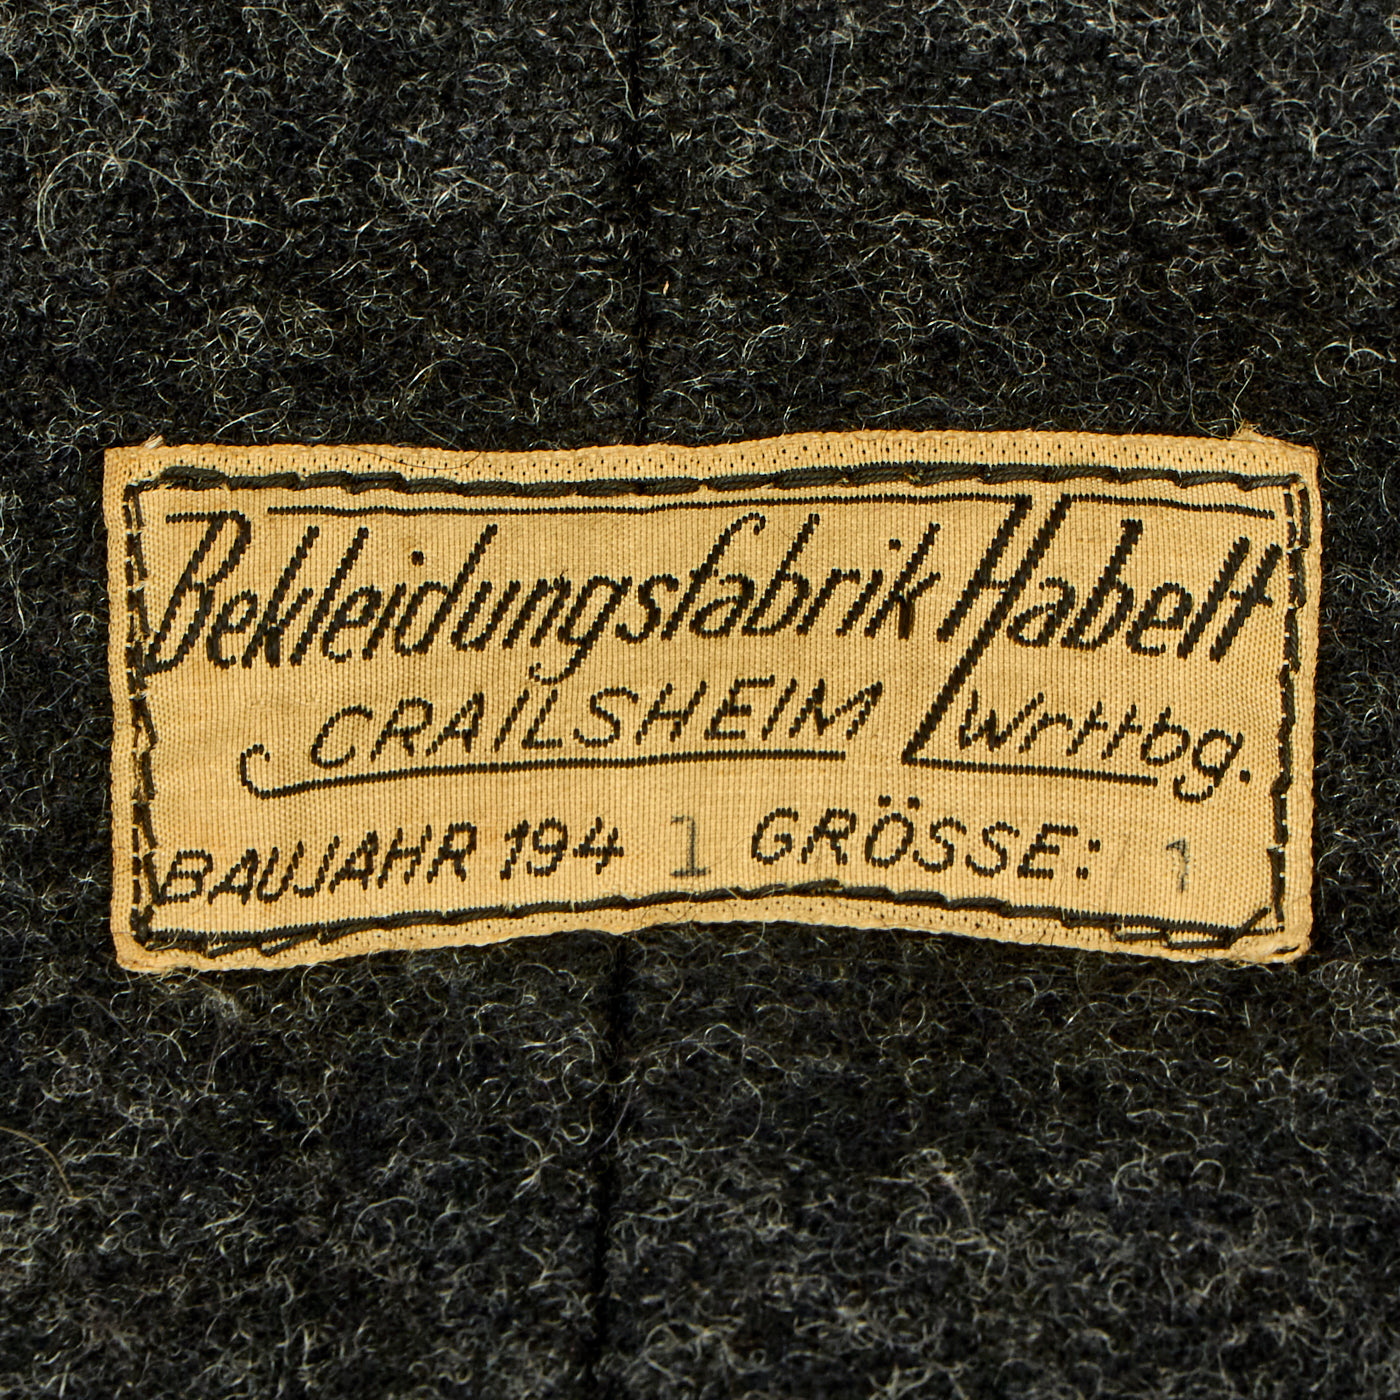 Bekleidungsfabrik Habelt
CRAILSHEIM Wrttbg.
BAUJAHR 194 1 GRÖSSE: 1